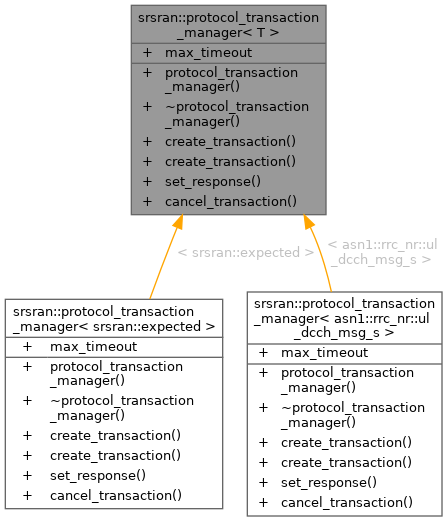 srsran::protocol_transaction
_manager< T >
+ max_timeout
+ protocol_transaction
_manager()
+ ~protocol_transaction
_manager()
+ create_transaction()
+ create_transaction()
+ set_response()
+ cancel_transaction()
< srsran::expected >
< asn1::rrc_nr::ul
_dcch_msg_s >
srsran::protocol_transaction
_manager< srsran::expected >
+ max_timeout
+ protocol_transaction
_manager()
+ ~protocol_transaction
_manager()
+ create_transaction()
+ create_transaction()
+ set_response()
+ cancel_transaction()
srsran::protocol_transaction
_manager< asn1::rrc_nr::ul
_dcch_msg_s >
+ max_timeout
+ protocol_transaction
_manager()
+ ~protocol_transaction
_manager()
+ create_transaction()
+ create_transaction()
+ set_response()
+ cancel_transaction()